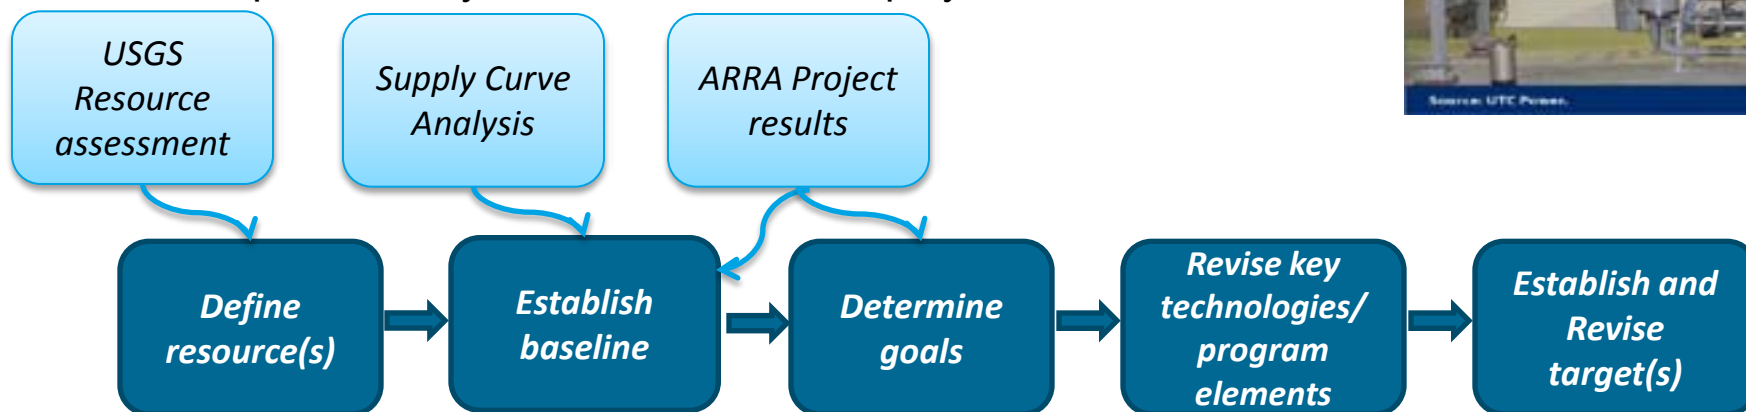 USGS
Resource
assessment
Supply Curve
Analysis
ARRA Project
results
Source: UTC Power.
Define
resource(s)
Establish
baseline
Determine
goals
Revise key
technologies/
program
elements
Establish and
Revise
target(s)